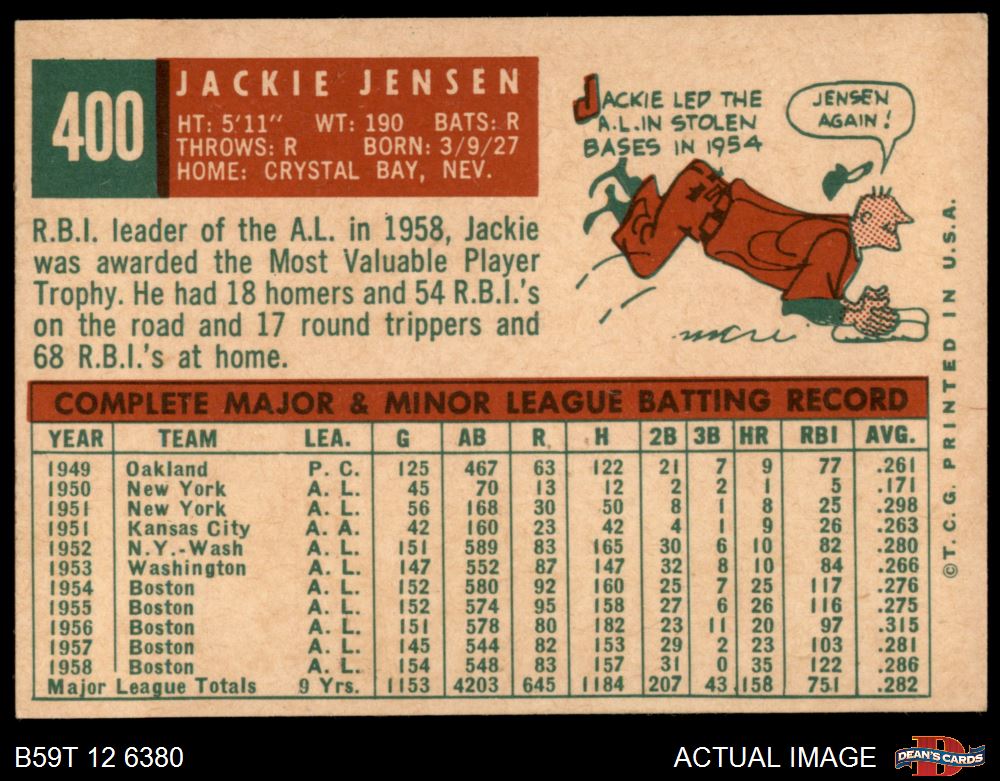 400
JACKIE JENSEN
HT: 5'11" WT: 190 BATS: R
THROWS: R BORN: 3/9/27
HOME: CRYSTAL BAY, NEV.
JACKIE LED THE
A.L. IN STOLEN
BASES IN 1954
JENSEN
AGAIN!
R.B.I. leader of the A.L. in 1958, Jackie
was awarded the Most Valuable Player
Trophy. He had 18 homers and 54 R.B.I.'s
on the road and 17 round trippers and
68 R.B.I.'s at home.
COMPLETE MAJOR & MINOR LEAGUE BATTING RECORD
YEAR TEAM LEA. G AB R H 2B 3B HR RBI AVG.
1949 Oakland P. C. 125 467 63 122 21 7 9 77 .261
1950 New York A. L. 45 70 13 12 2 2 1 5 .171
1951 New York A. L. 56 168 30 50 8 1 8 25 .298
1951 Kansas City A. A. 42 160 23 42 4 1 9 26 .263
1952 N.Y.-Wash A. L. 151 589 83 165 30 6 10 82 .280
1953 Washington A. L. 147 552 87 147 32 8 10 84 .266
1954 Boston A. L. 152 580 92 160 25 7 25 117 .276
1955 Boston A. L. 152 574 95 158 27 6 26 116 .275
1956 Boston A. L. 151 578 80 182 23 11 20 97 .315
1957 Boston A. L. 145 544 82 153 29 2 23 103 .281
1958 Boston A. L. 154 548 83 157 31 0 35 122 .286
Major League Totals 9 Yrs. 1153 4203 645 1184 207 43 158 751 .282
©T. C. G. PRINTED IN U.S.A.
B59T 12 6380
ACTUAL IMAGE
D
DEAN'S CARDS